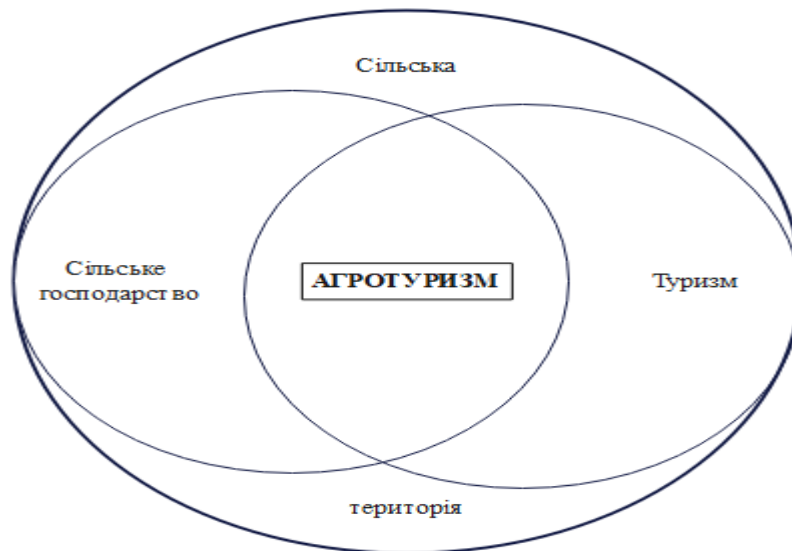 Сільська
Сільське
господарство
АГРОТУРИЗМ
Туризм
територія